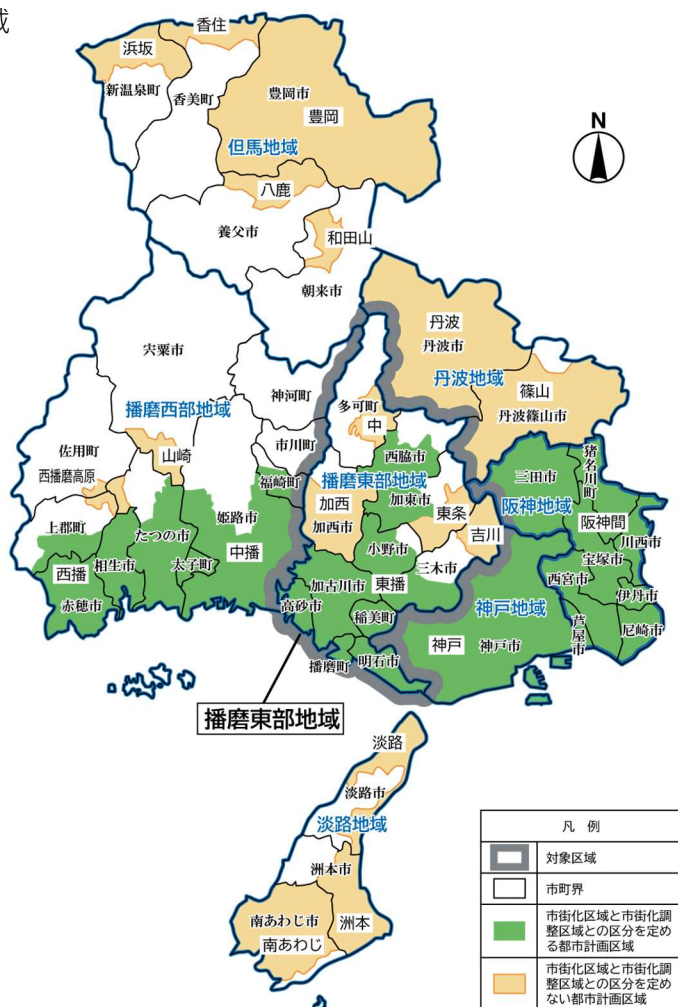 域
香住
浜坂
新温泉町
香美町
豊岡市
豊岡
N
但馬地域
八鹿
養父市
和田山
朝来市
丹波
丹波市
宍粟市
丹波地域
篠山
丹波篠山市
神河町
多可町
中
播磨西部地域
市川町
西脇市
猪名川町
佐用町
山崎
西播磨高原
福崎町
播磨東部地域
三田市
加西
加東市
東条
阪神地域
阪神間
上郡町
姫路市
加西市
吉川
川西市
たつの市
小野市
宝塚市
西播
相生市
太子町
中播
三木市
西宮市
伊丹市
赤穂市
加古川市
東播
高砂市
稲美町
神戸地域
芦屋市
尼崎市
神戸
神戸市
播磨町
明石市
播磨東部地域
淡路
淡路市
淡路地域
洲本市
南あわじ市
洲本
南あわじ
凡 例
対象区域
市町界
市街化区域と市街化調
整区域との区分を定め
る都市計画区域
市街化区域と市街化調
整区域との区分を定め
ない都市計画区域